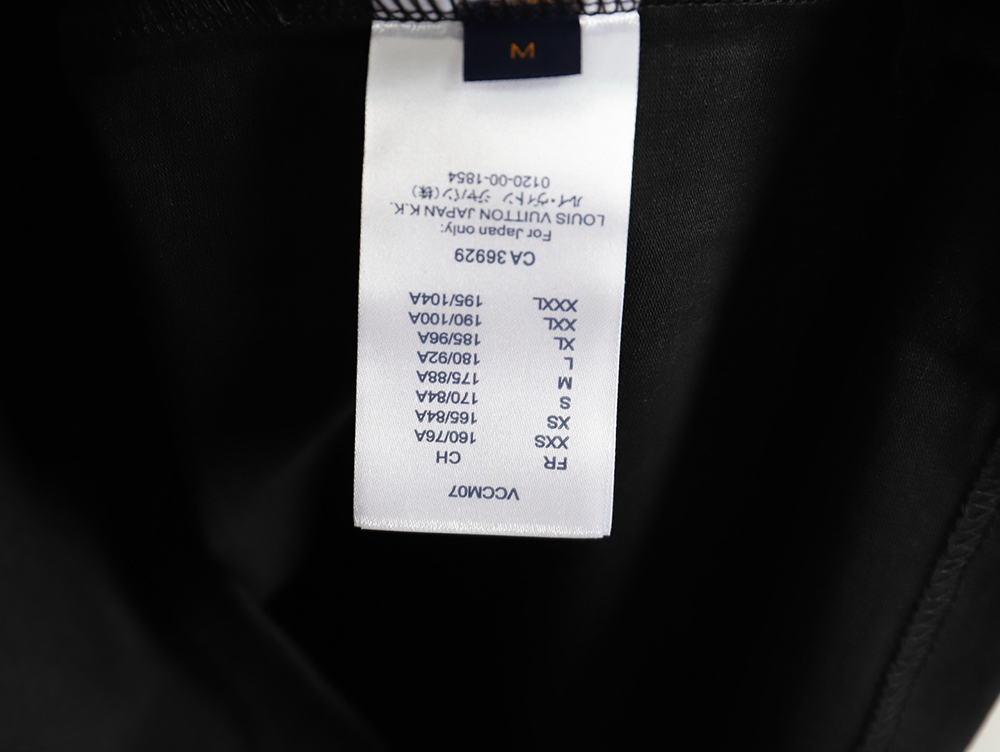 M
VCCM07
FR CH
XXS 160/76A
XS 165/84A
S 170/84A
M 175/88A
L 180/92A
XL 185/96A
XXL 190/100A
XXXL 195/104A
CA 36929
For Japan only:
LOUIS VUITTON JAPAN K.K.
ルイ・ヴィトン ジャパン(株)
0120-00-1854